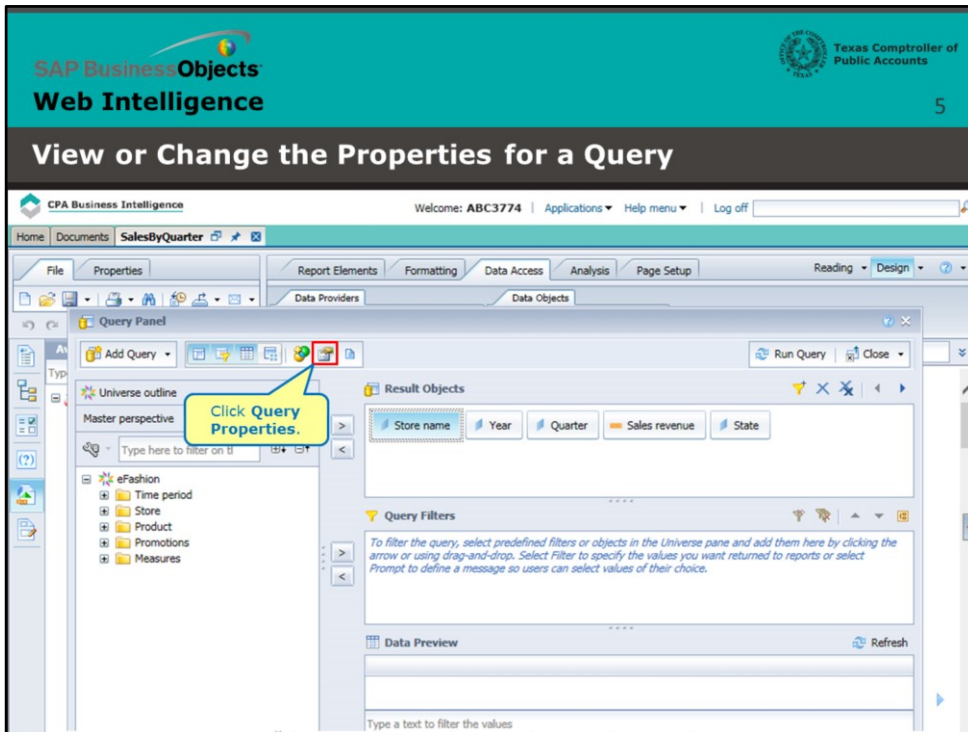 SAP BusinessObjects
Web Intelligence
Texas Comptroller of
Public Accounts
5
View or Change the Properties for a Query
CPA Business Intelligence
Welcome: ABC3774 | Applications Help menu | Log off
Home Documents SalesByQuarter
File Properties
Report Elements Formatting Data Access Analysis Page Setup
Reading Design
Data Providers Data Objects
Query Panel
Add Query
Run Query Close
Universe outline
Master perspective
Type here to filter on t
Click Query
Properties.
eFashion
Time period
Store
Product
Promotions
Measures
Result Objects
Store name Year Quarter Sales revenue State
Query Filters
To filter the query, select predefined filters or objects in the Universe pane and add them here by clicking the
arrow or using drag-and-drop. Select Filter to specify the values you want returned to reports or select
Prompt to define a message so users can select values of their choice.
Data Preview
Refresh
Type a text to filter the values